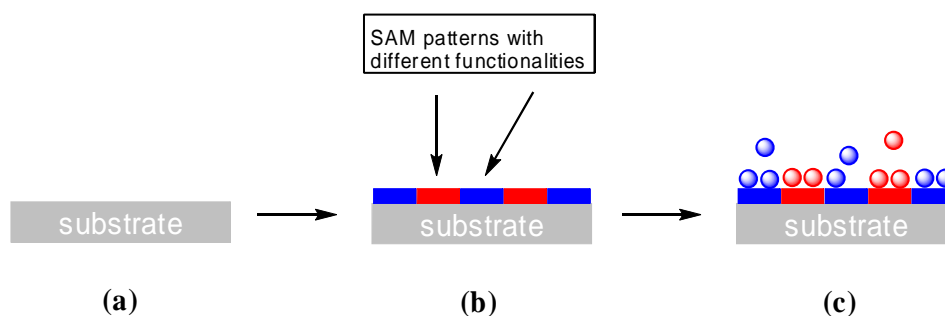 SAM patterns with
different functionalities
substrate
substrate
substrate
(a)
(b)
(c)